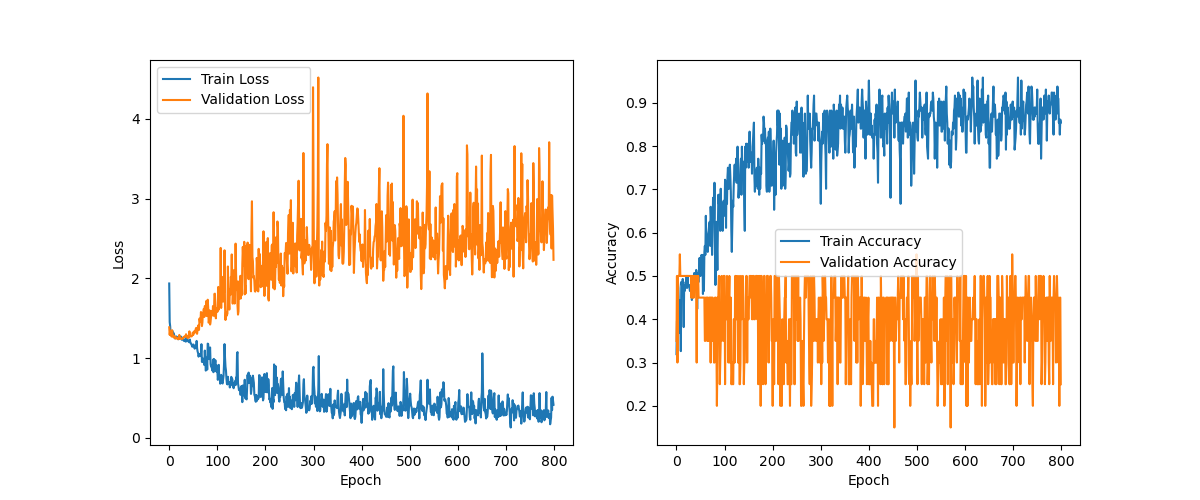 Train Loss
Validation Loss
4
3
2
1
0
0 100 200 300 400 500 600 700 800
Epoch
Loss
Train Accuracy
Validation Accuracy
0.9
0.8
0.7
0.6
0.5
0.4
0.3
0.2
0 100 200 300 400 500 600 700 800
Epoch
Accuracy